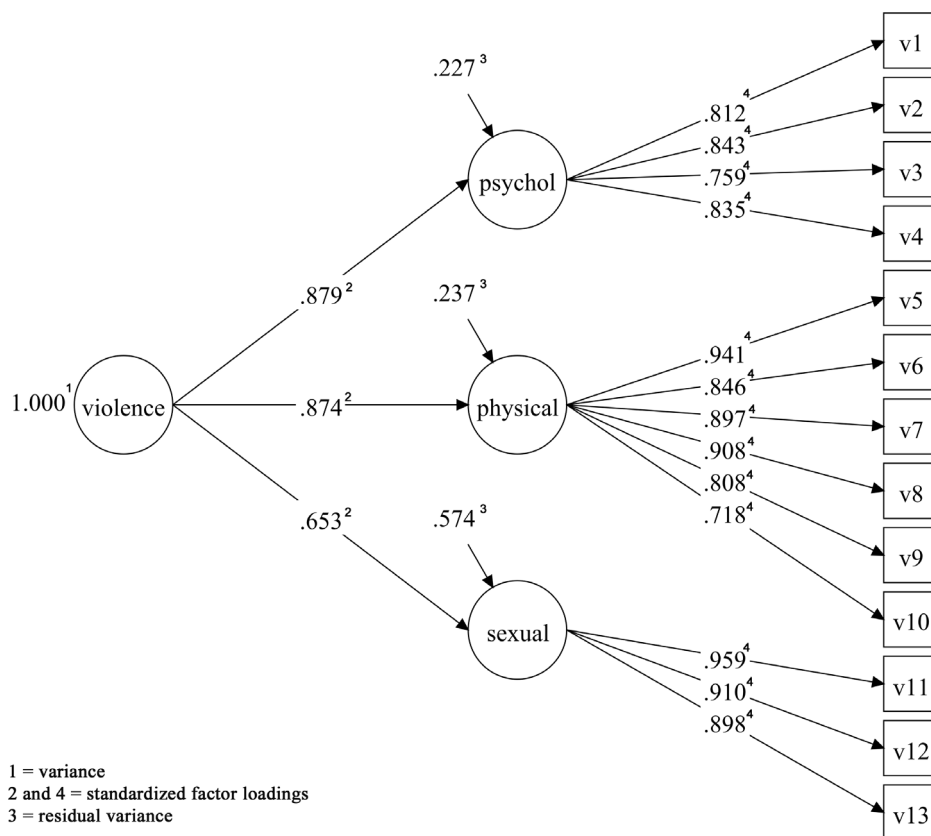 v1
.227³
.812⁴
v2
.843⁴
psychol
.759⁴
v3
.835⁴
v4
.879²
.237³
v5
.941⁴
v6
.846⁴
1.000¹
violence
.874²
physical
.897⁴
v7
.908⁴
v8
.808⁴
.718⁴
.653²
.574³
v9
sexual
v10
.959⁴
v11
.910⁴
.898⁴
v12
1 = variance
2 and 4 = standardized factor loadings
3 = residual variance
v13